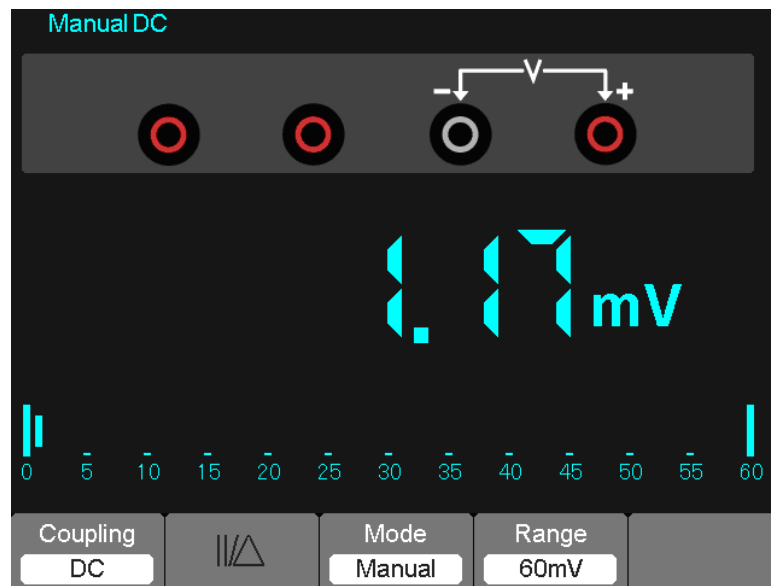 Manual DC
V
- +
1.17 mV
0 5 10 15 20 25 30 35 40 45 50 55 60
Coupling ||/△ Mode Range
DC Manual 60mV